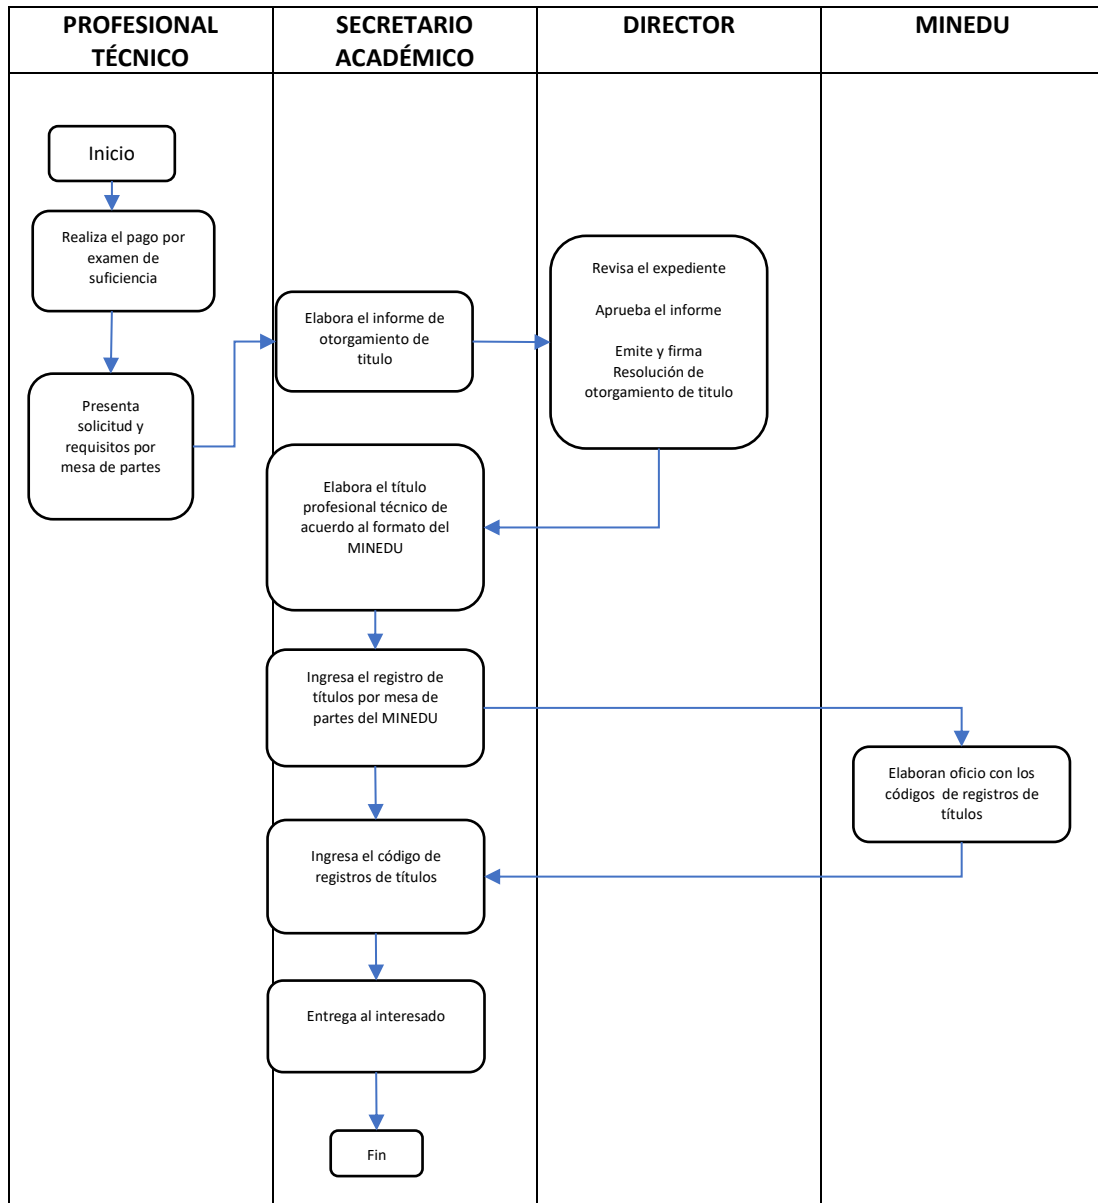 PROFESIONAL
TÉCNICO
SECRETARIO
ACADÉMICO
DIRECTOR
MINEDU
Inicio
Realiza el pago por
examen de
suficiencia
Presenta
solicitud y
requisitos por
mesa de partes
Elabora el informe de
otorgamiento de
titulo
Revisa el expediente
Aprueba el informe
Emite y firma
Resolución de
otorgamiento de titulo
Elabora el título
profesional técnico de
acuerdo al formato del
MINEDU
Ingresa el registro de
títulos por mesa de
partes del MINEDU
Elaboran oficio con los
códigos de registros de
títulos
Ingresa el código de
registros de títulos
Entrega al interesado
Fin